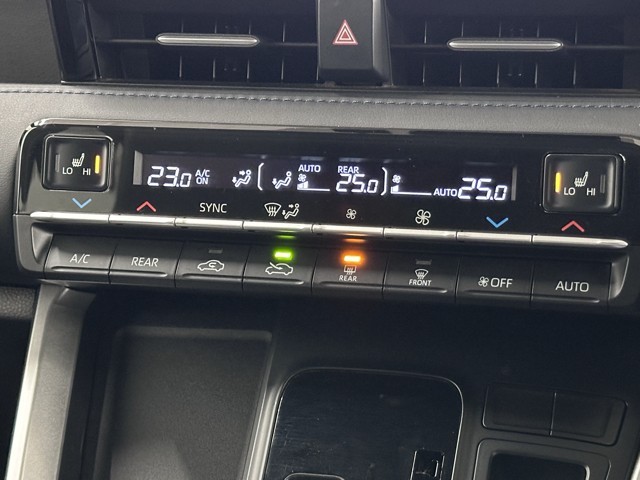 LO HI
23.0 A/C ON AUTO REAR 25.0 AUTO 25.0
LO HI
SYNC
A/C REAR REAR FRONT OFF AUTO